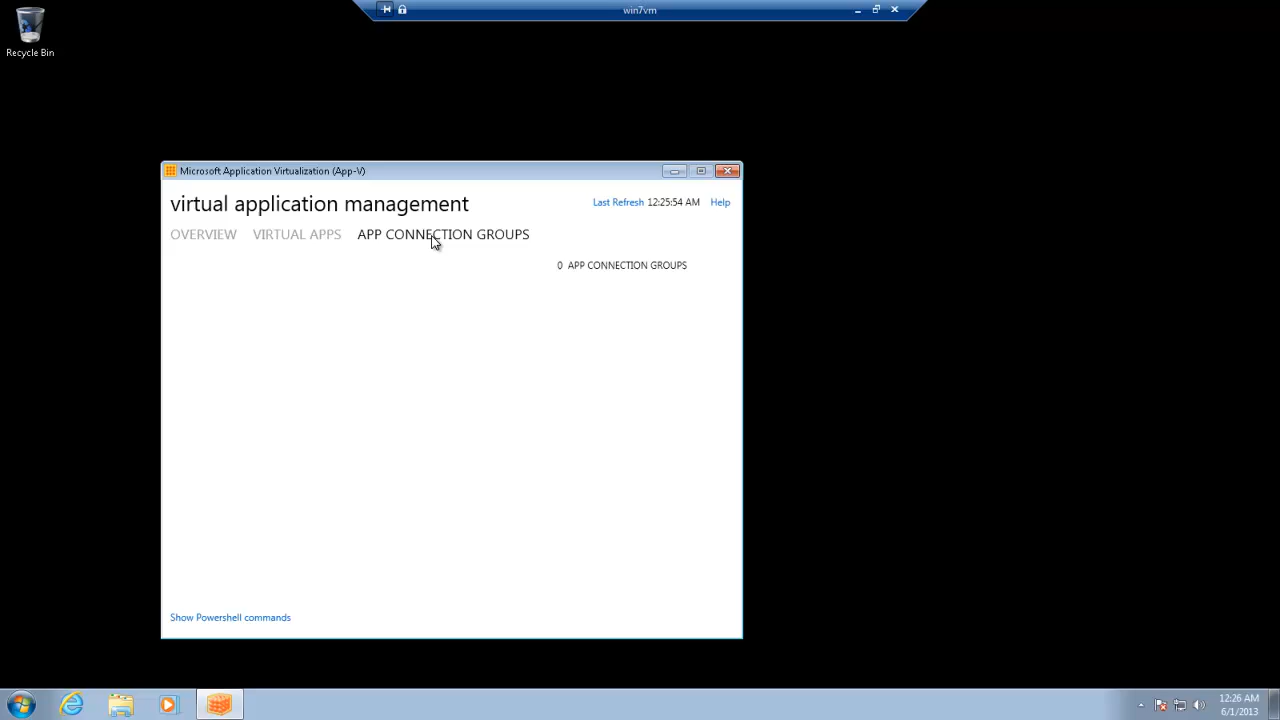 win7vm
Recycle Bin
Microsoft Application Virtualization (App-V)
virtual application management
Last Refresh 12:25:54 AM Help
OVERVIEW VIRTUAL APPS APP CONNECTION GROUPS
0 APP CONNECTION GROUPS
Show Powershell commands
12:26 AM
6/1/2013